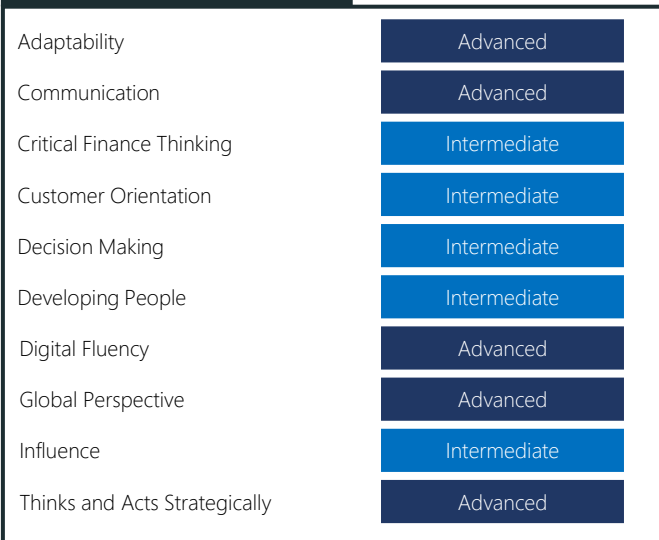 Adaptability Advanced
Communication Advanced
Critical Finance Thinking Intermediate
Customer Orientation Intermediate
Decision Making Intermediate
Developing People Intermediate
Digital Fluency Advanced
Global Perspective Advanced
Influence Intermediate
Thinks and Acts Strategically Advanced